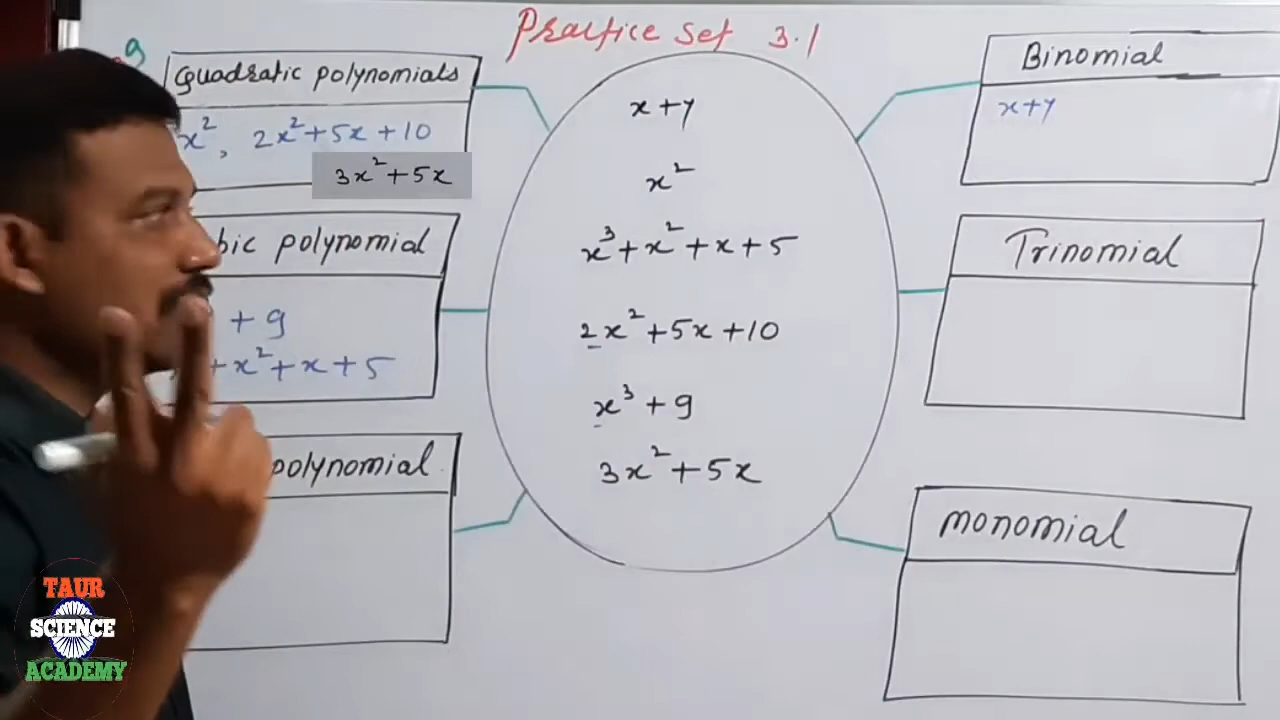 Practice Set 3.1
9
Quadratic polynomials
x², 2x²+5x+10
3x²+5x
bic polynomial
+ 9
+x²+x+5
polynomial
x+y
x²
x³+x²+x+5
2x²+5x+10
x³+9
3x²+5x
Binomial
x+y
Trinomial
monomial
TAUR
SCIENCE
ACADEMY